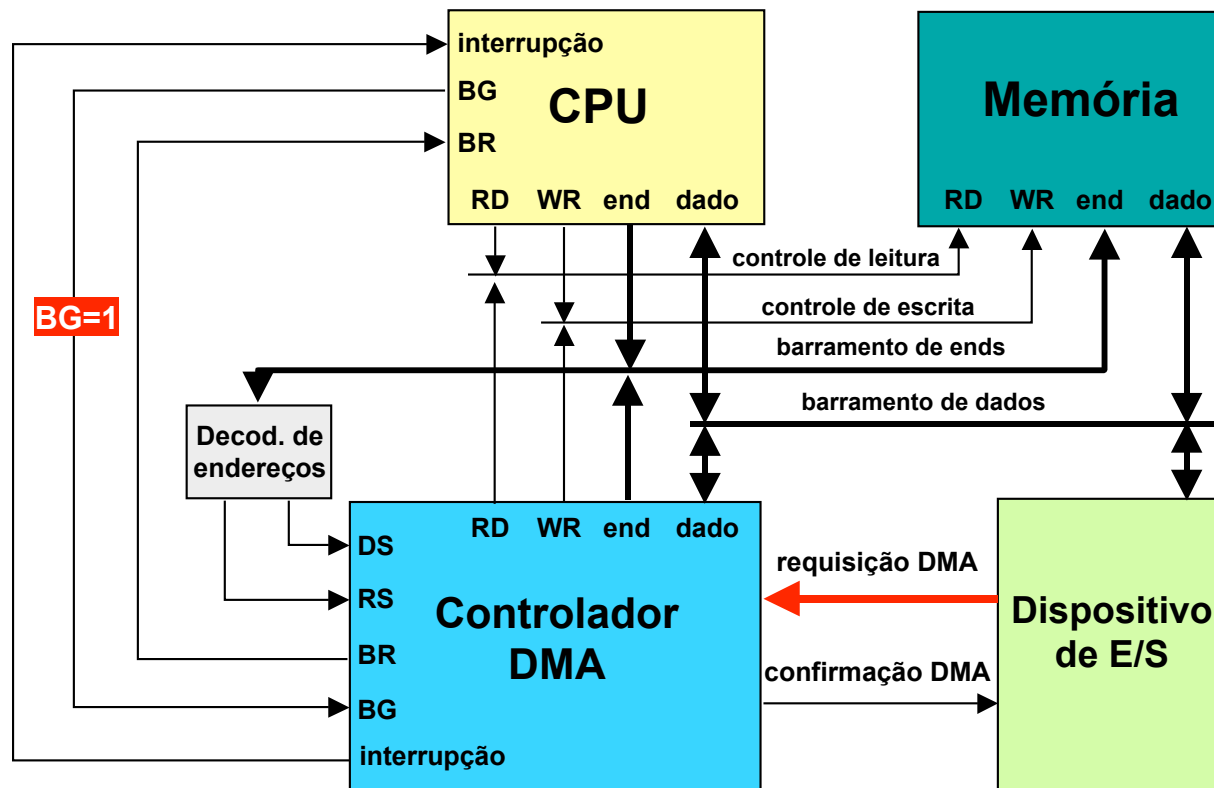 interrupção
BG
CPU
BR
RD WR end dado
Memória
RD WR end dado
controle de leitura
BG=1
controle de escrita
barramento de ends
barramento de dados
Decod. de
endereços
RD WR end dado
DS
RS
Controlador
DMA
BR
BG
interrupção
requisição DMA
confirmação DMA
Dispositivo
de E/S